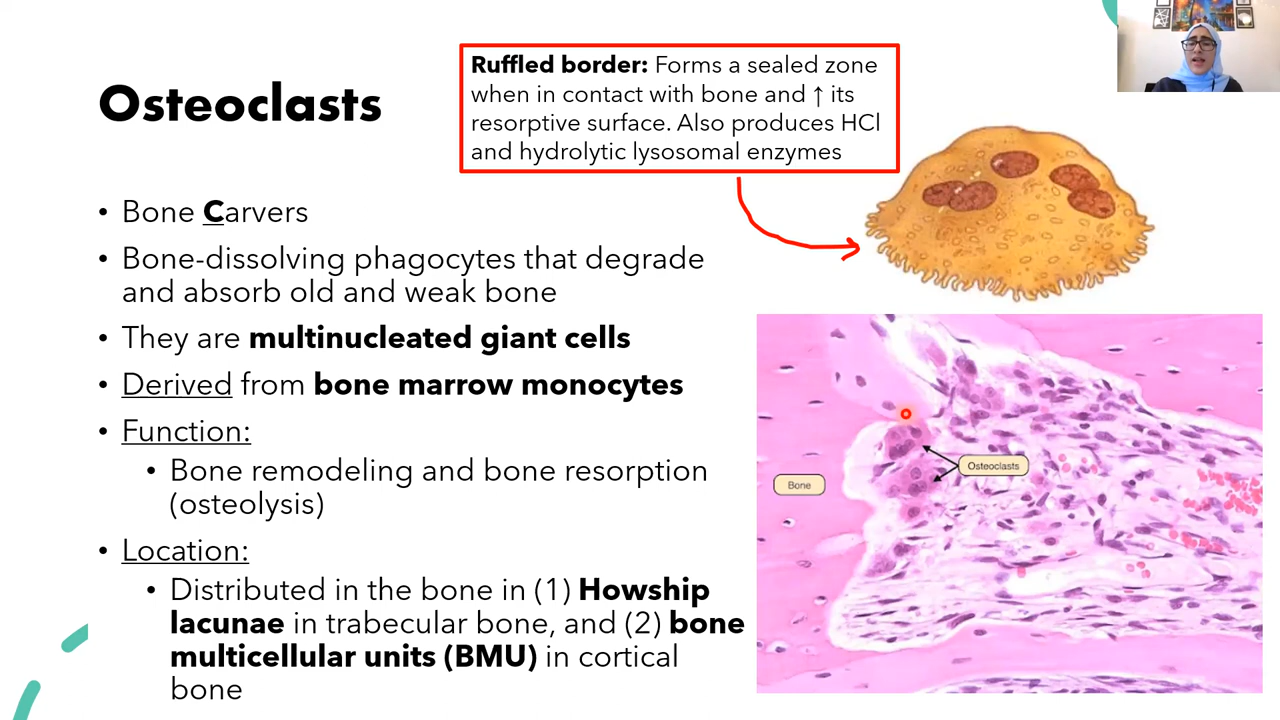 Osteoclasts
Ruffled border: Forms a sealed zone
when in contact with bone and ↑ its
resorptive surface. Also produces HCl
and hydrolytic lysosomal enzymes
• Bone Carvers
• Bone-dissolving phagocytes that degrade
and absorb old and weak bone
• They are multinucleated giant cells
• Derived from bone marrow monocytes
• Function:
• Bone remodeling and bone resorption
(osteolysis)
• Location:
• Distributed in the bone in (1) Howship
lacunae in trabecular bone, and (2) bone
multicellular units (BMU) in cortical
bone
Osteoclasts
Bone